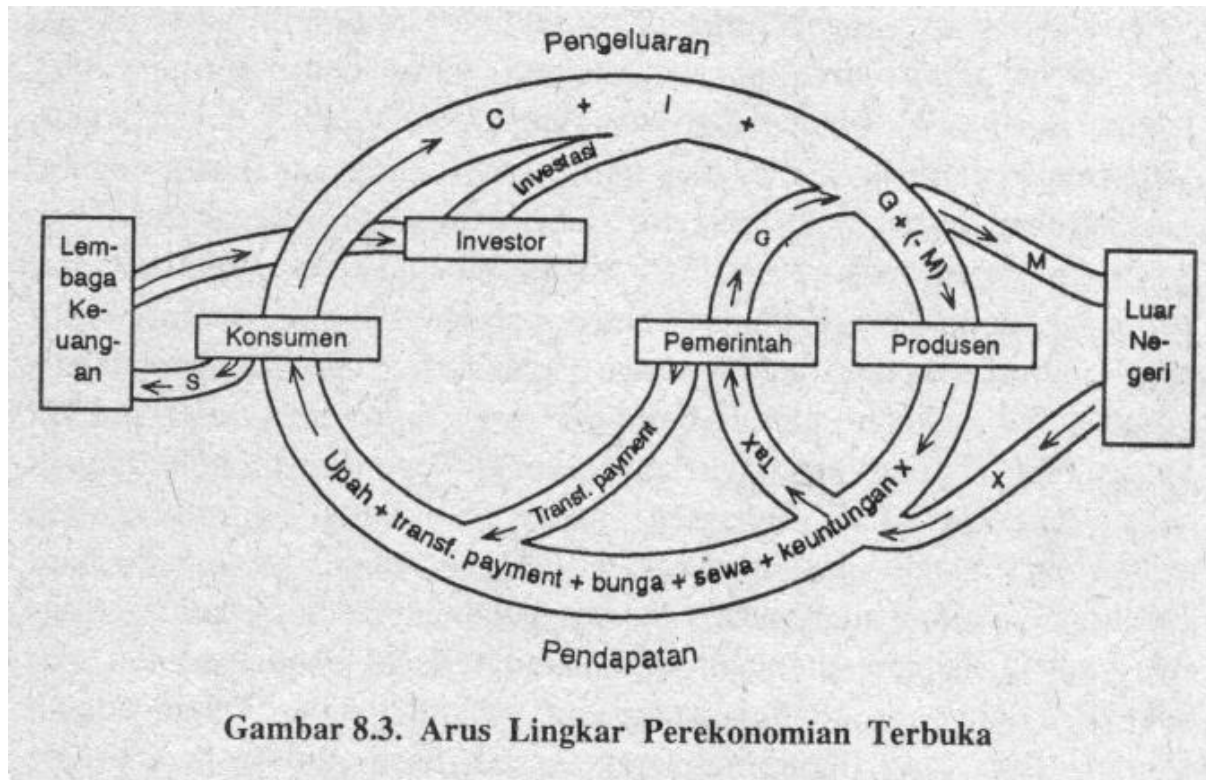 Pengeluaran
C + I +
Investasi
G + (- M)
Lem-
baga
Ke-
uang-
an
Investor
G
M
Luar
Ne-
geri
Konsumen
Pemerintah
Produsen
S
Tax
Transf. payment
X
Upah + transf. payment + bunga + sewa + keuntungan x
Pendapatan
Gambar 8.3. Arus Lingkar Perekonomian Terbuka